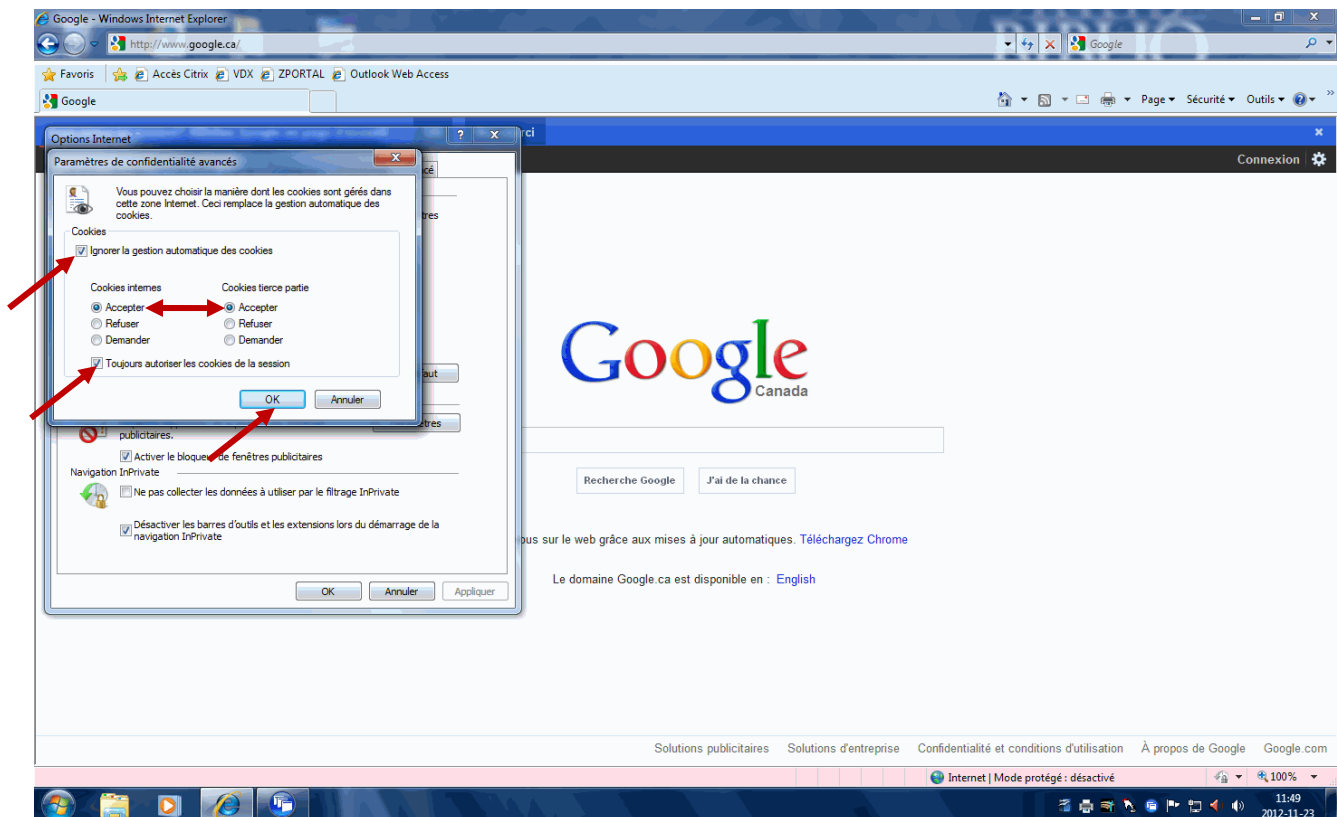 Google - Windows Internet Explorer
http://www.google.ca/
Google
Favoris Accès Citrix VDX ZPORTAL Outlook Web Access
Google
Page Sécurité Outils
Options Internet
rci
Connexion
Paramètres de confidentialité avancés
ncé
Vous pouvez choisir la manière dont les cookies sont gérés dans
cette zone Internet. Ceci remplace la gestion automatique des
cookies.
tres
Cookies
Ignorer la gestion automatique des cookies
Cookies internes Cookies tierce partie
Accepter Accepter
Refuser Refuser
Demander Demander
Toujours autoriser les cookies de la session
aut
OK Annuler
ètres
publicitaires.
Activer le bloqueur de fenêtres publicitaires
Navigation InPrivate
Ne pas collecter les données à utiliser par le filtrage InPrivate
Désactiver les barres d'outils et les extensions lors du démarrage de la
navigation InPrivate
OK Annuler Appliquer
Google
Canada
Recherche Google J'ai de la chance
ous sur le web grâce aux mises à jour automatiques. Téléchargez Chrome
Le domaine Google.ca est disponible en : English
Solutions publicitaires Solutions d'entreprise Confidentialité et conditions d'utilisation À propos de Google Google.com
Internet | Mode protégé : désactivé 100%
11:49
2012-11-23